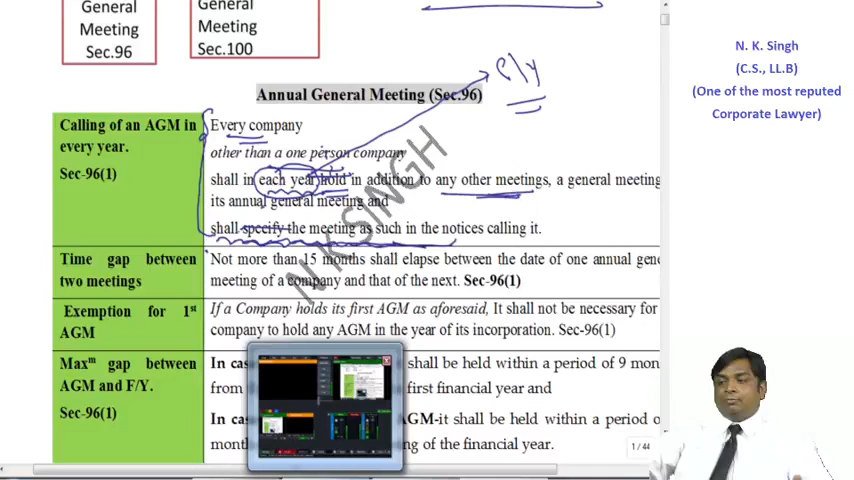 General
Meeting
Sec.96
General
Meeting
Sec.100
N. K. Singh
(C.S., LL.B)
(One of the most reputed
Corporate Lawyer)
Annual General Meeting (Sec.96)
Calling of an AGM in
every year.
Sec-96(1)
Every company
other than a one person company
shall in each year hold in addition to any other meetings, a general meeting
its annual general meeting and
shall specify the meeting as such in the notices calling it.
Time gap between
two meetings
Not more than 15 months shall elapse between the date of one annual gene
meeting of a company and that of the next. Sec-96(1)
Exemption for 1st
AGM
If a Company holds its first AGM as aforesaid, It shall not be necessary for
company to hold any AGM in the year of its incorporation. Sec-96(1)
Maxm gap between
AGM and F/Y.
Sec-96(1)
In cas shall be held within a period of 9 mon
from first financial year and
In cas AGM-it shall be held within a period o
month ng of the financial year.
N K SINGH
1/44